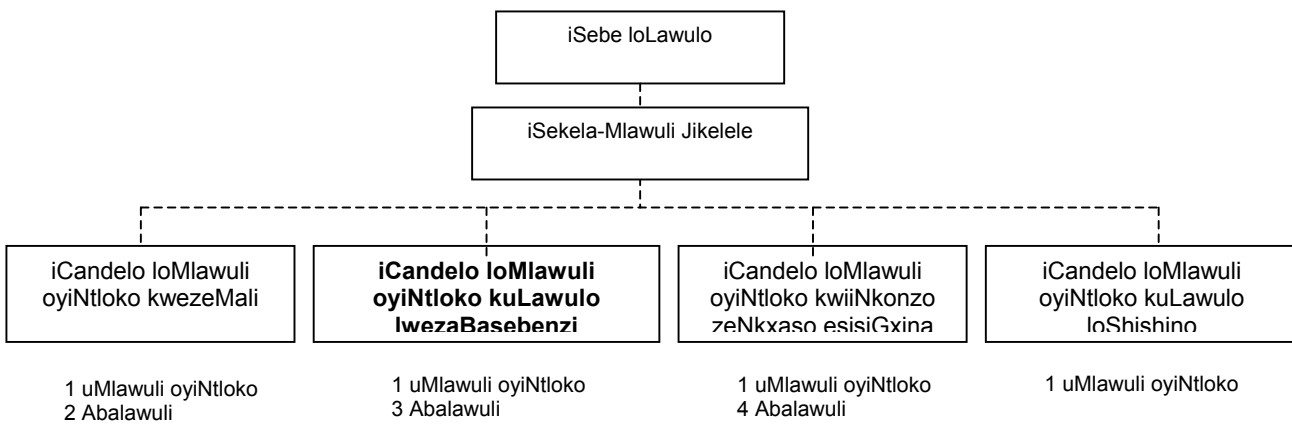 iSebe loLawulo
iSekela-Mlawuli Jikelele
iCandelo loMlawuli
oyiNtloko kwezeMali
iCandelo loMlawuli
oyiNtloko kuLawulo
lwezaBasebenzi
iCandelo loMlawuli
oyiNtloko kwiiNkonzo
zeNkxaso esisiGxina
iCandelo loMlawuli
oyiNtloko kuLawulo
loShishino
1 uMlawuli oyiNtloko
2 Abalawuli
1 uMlawuli oyiNtloko
3 Abalawuli
1 uMlawuli oyiNtloko
4 Abalawuli
1 uMlawuli oyiNtloko